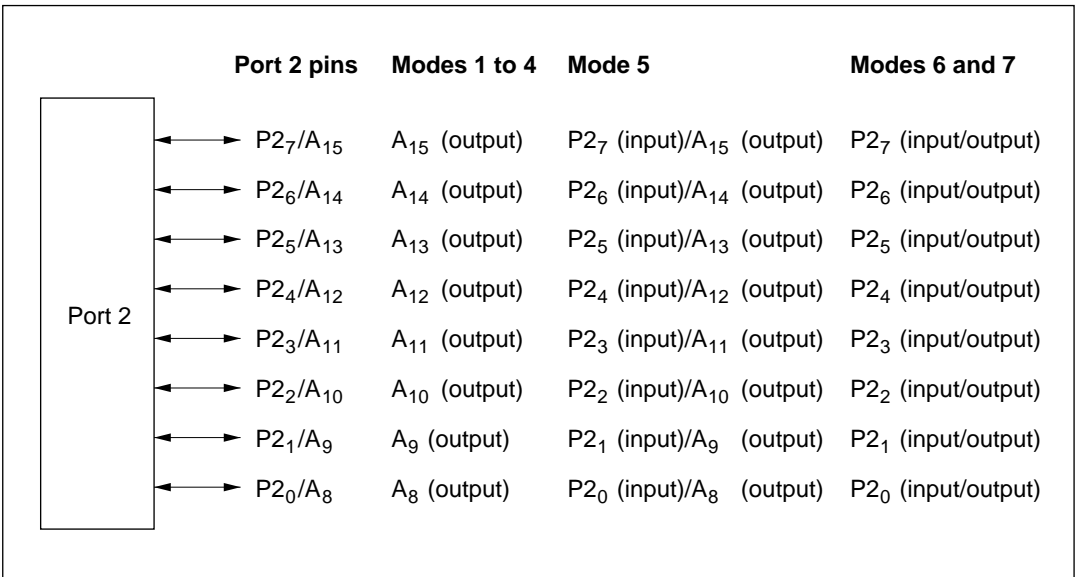 Port 2 pins Modes 1 to 4 Mode 5 Modes 6 and 7
P2₇/A₁₅ A₁₅ (output) P2₇ (input)/A₁₅ (output) P2₇ (input/output)
P2₆/A₁₄ A₁₄ (output) P2₆ (input)/A₁₄ (output) P2₆ (input/output)
P2₅/A₁₃ A₁₃ (output) P2₅ (input)/A₁₃ (output) P2₅ (input/output)
P2₄/A₁₂ A₁₂ (output) P2₄ (input)/A₁₂ (output) P2₄ (input/output)
Port 2
P2₃/A₁₁ A₁₁ (output) P2₃ (input)/A₁₁ (output) P2₃ (input/output)
P2₂/A₁₀ A₁₀ (output) P2₂ (input)/A₁₀ (output) P2₂ (input/output)
P2₁/A₉ A₉ (output) P2₁ (input)/A₉ (output) P2₁ (input/output)
P2₀/A₈ A₈ (output) P2₀ (input)/A₈ (output) P2₀ (input/output)